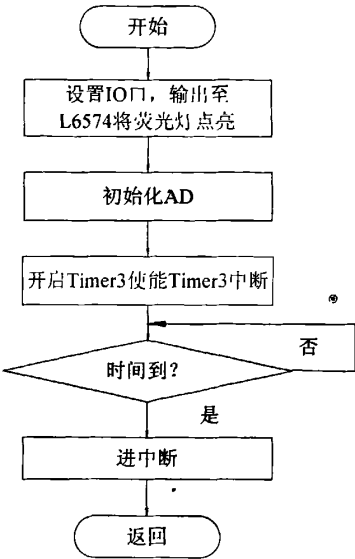 开始
设置IO口，输出至
L6574将荧光灯点亮
初始化AD
开启Timer3使能Timer3中断
否
时间到？
是
进中断
返回